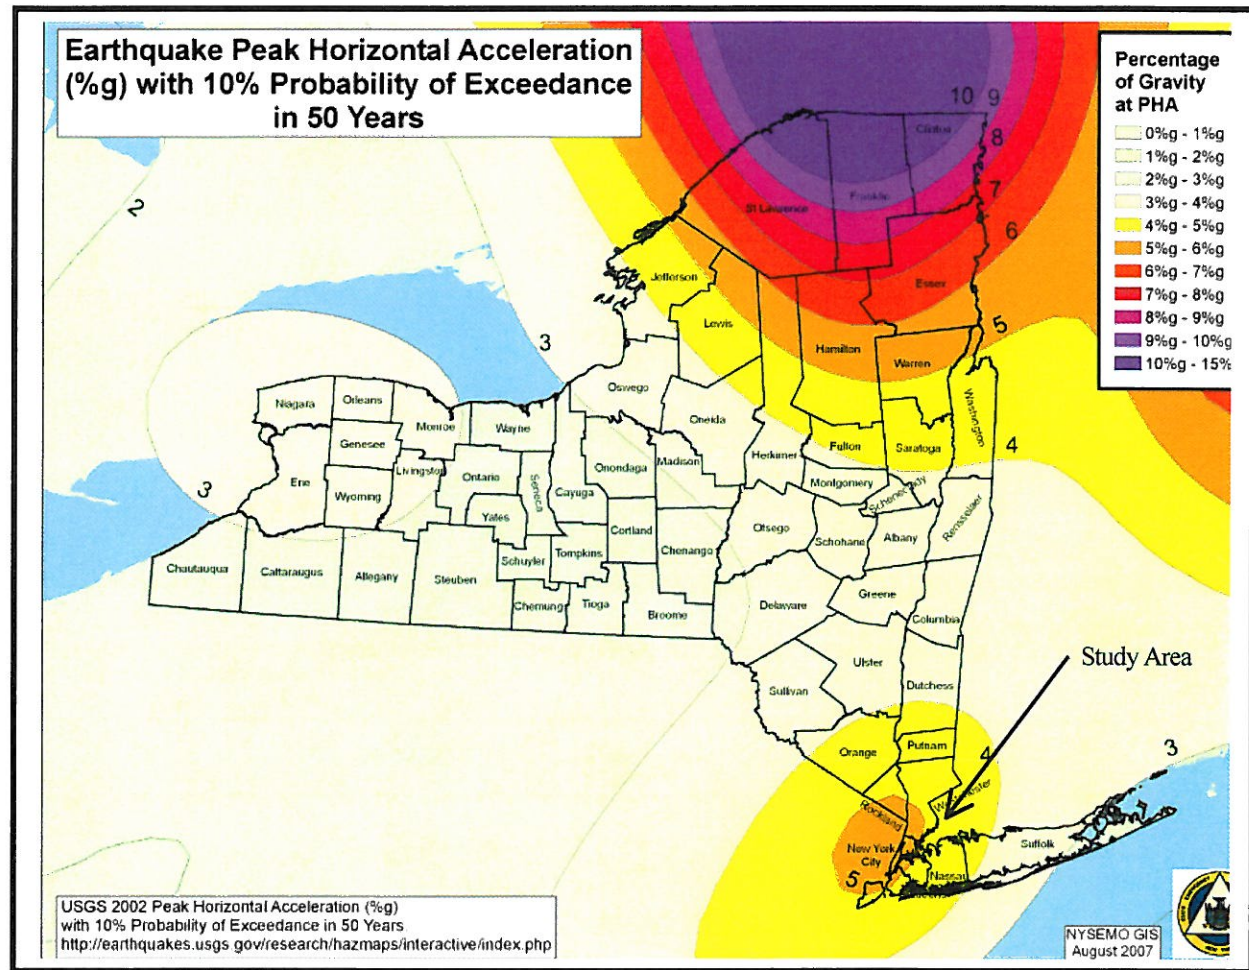 Earthquake Peak Horizontal Acceleration
(%g) with 10% Probability of Exceedance
in 50 Years
Percentage
of Gravity
at PHA
0%g - 1%g
1%g - 2%g
2%g - 3%g
3%g - 4%g
4%g - 5%g
5%g - 6%g
6%g - 7%g
7%g - 8%g
8%g - 9%g
9%g - 10%g
10%g - 15%
10 9
8
7
6
5
4
2
3
3
4
3
5
Clinton
Franklin
St Lawrence
Essex
Jefferson
Lewis
Hamilton
Warren
Washington
Oswego
Oneida
Herkimer
Fulton
Saratoga
Niagara
Orleans
Monroe
Wayne
Genesee
Onondaga
Madison
Montgomery
Schenectady
Rensselaer
Erie
Wyoming
Livingston
Ontario
Seneca
Cayuga
Yates
Cortland
Otsego
Schoharie
Albany
Chautauqua
Cattaraugus
Allegany
Steuben
Schuyler
Tompkins
Chenango
Chemung
Tioga
Broome
Delaware
Greene
Columbia
Ulster
Sullivan
Dutchess
Study Area
Orange
Putnam
Rockland
Westchester
New York
City
Nassau
Suffolk
USGS 2002 Peak Horizontal Acceleration (%g)
with 10% Probability of Exceedance in 50 Years
http://earthquakes.usgs.gov/research/hazmaps/interactive/index.php
NYSEMO GIS
August 2007